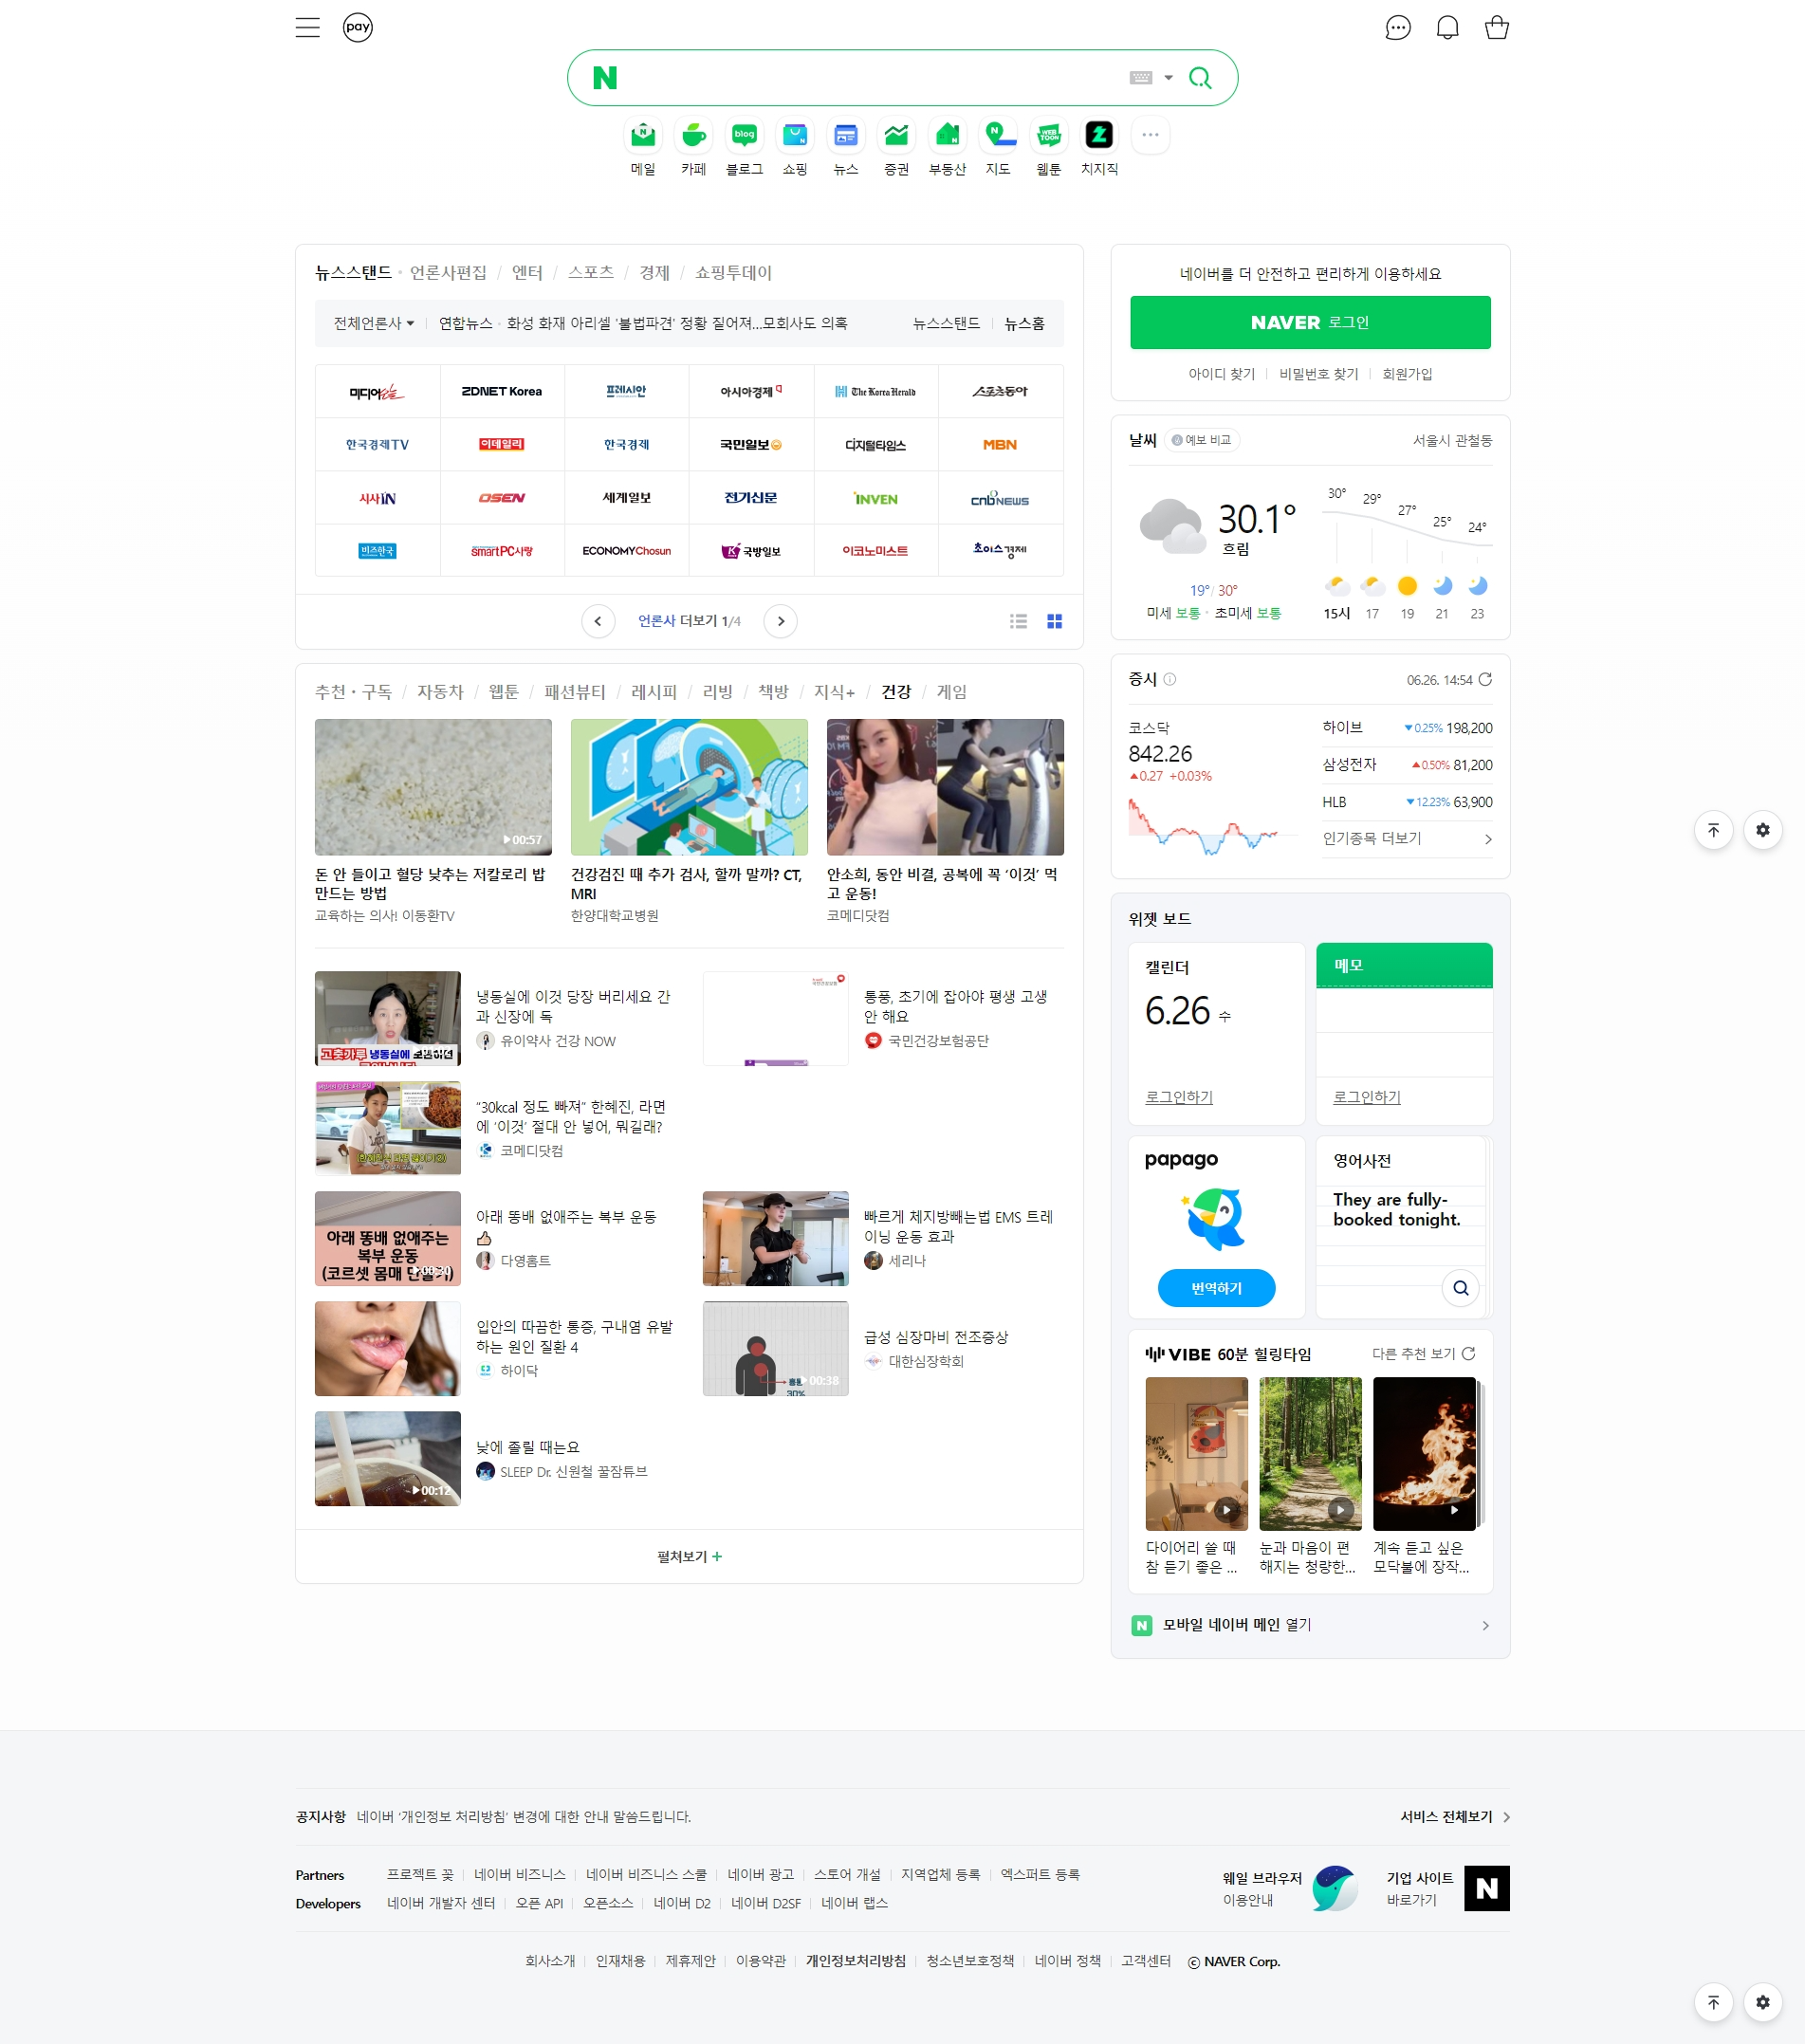 pay
N
메일
카페
blog
블로그
쇼핑
뉴스
증권
부동산
지도
WEB TOON
웹툰
치지직
뉴스스탠드 · 언론사편집 / 엔터 / 스포츠 / 경제 / 쇼핑투데이
전체언론사
연합뉴스 · 화성 화재 아리셀 '불법파견' 정황 짙어져...모회사도 의혹
뉴스스탠드
뉴스홈
미디어오늘
ZDNET Korea
프레시안
아시아경제
The Korea Herald
스포츠동아
한국경제TV
이데일리
한국경제
국민일보
디지털타임스
MBN
시사IN
OSEN
세계일보
전기신문
INVEN
CNBNEWS
비즈한국
smartPC사랑
ECONOMYChosun
국방일보
이코노미스트
초이스경제
언론사 더보기 1/4
추천・구독 / 자동차 / 웹툰 / 패션뷰티 / 레시피 / 리빙 / 책방 / 지식+ / 건강 / 게임
00:57
돈 안 들이고 혈당 낮추는 저칼로리 밥
만드는 방법
교육하는 의사! 이동환TV
건강검진 때 추가 검사, 할까 말까? CT,
MRI
한양대학교병원
안소희, 동안 비결, 공복에 꼭 ‘이것’ 먹
고 운동!
코메디닷컴
고춧가루 냉동실에
냉동실에 이것 당장 버리세요 간
과 신장에 독
유이약사 건강 NOW
통풍, 초기에 잡아야 평생 고생
안 해요
국민건강보험공단
“30kcal 정도 빠져” 한혜진, 라면
에 ‘이것’ 절대 안 넣어, 뭐길래?
코메디닷컴
아래 똥배 없애주는
복부 운동
(코르셋 몸매 만들기)
00:30
아래 똥배 없애주는 복부 운동
👍
다영홈트
빠르게 체지방빼는법 EMS 트레
이닝 운동 효과
세리나
입안의 따끔한 통증, 구내염 유발
하는 원인 질환 4
하이닥
흉통
30%
00:38
급성 심장마비 전조증상
대한심장학회
00:12
낮에 졸릴 때는요
SLEEP Dr. 신원철 꿀잠튜브
펼쳐보기 +
네이버를 더 안전하고 편리하게 이용하세요
NAVER 로그인
아이디 찾기
비밀번호 찾기
회원가입
날씨
예보 비교
서울시 관철동
30.1°
흐림
19° / 30°
미세 보통 · 초미세 보통
30°
29°
27°
25°
24°
15시
17
19
21
23
증시
06.26. 14:54
코스닥
842.26
▲0.27 +0.03%
하이브 ▼0.25% 198,200
삼성전자 ▲0.50% 81,200
HLB ▼12.23% 63,900
인기종목 더보기
위젯 보드
캘린더
6.26 수
로그인하기
메모
로그인하기
papago
번역하기
영어사전
They are fully-
booked tonight.
VIBE 60분 힐링타임
다른 추천 보기
다이어리 쓸 때
참 듣기 좋은 ...
눈과 마음이 편
해지는 청량한...
계속 듣고 싶은
모닥불에 장작...
N 모바일 네이버 메인 열기
공지사항 네이버 ‘개인정보 처리방침’ 변경에 대한 안내 말씀드립니다.
서비스 전체보기
Partners 프로젝트 꽃 네이버 비즈니스 네이버 비즈니스 스쿨 네이버 광고 스토어 개설 지역업체 등록 엑스퍼트 등록
Developers 네이버 개발자 센터 오픈 API 오픈소스 네이버 D2 네이버 D2SF 네이버 랩스
웨일 브라우저
이용안내
기업 사이트
바로가기
N
회사소개 인재채용 제휴제안 이용약관 개인정보처리방침 청소년보호정책 네이버 정책 고객센터 ⓒ NAVER Corp.